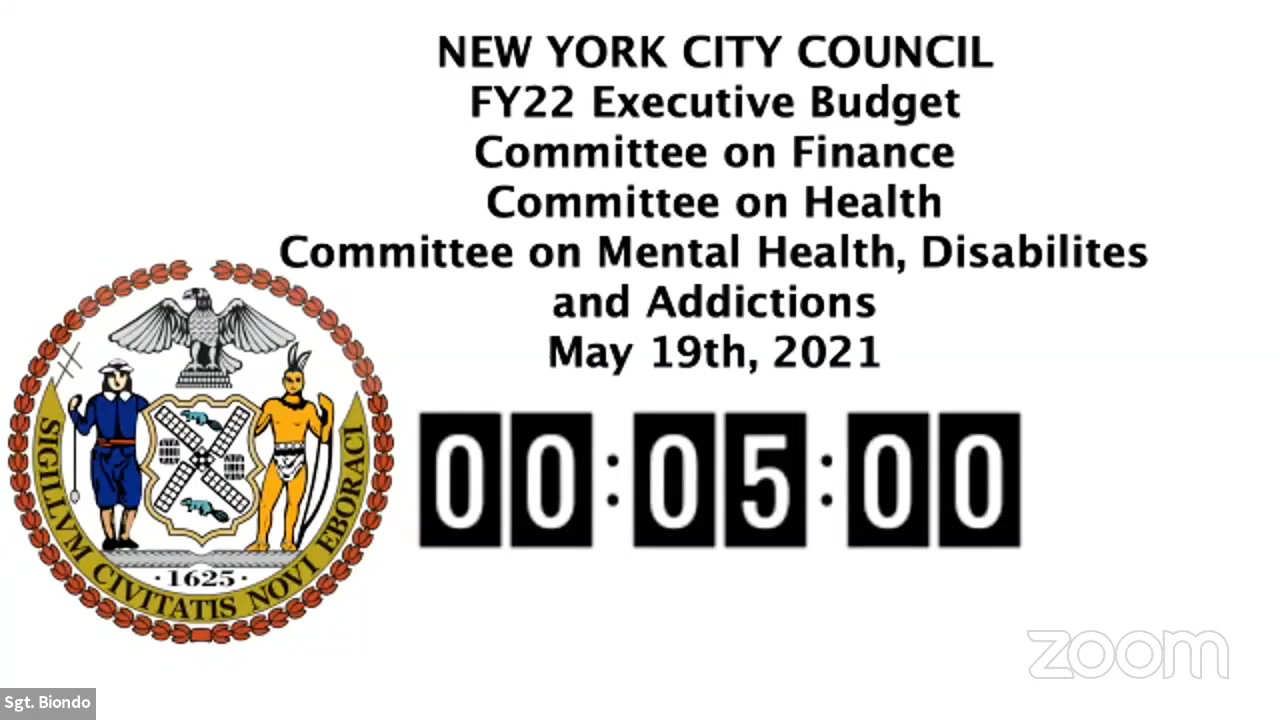 NEW YORK CITY COUNCIL
FY22 Executive Budget
Committee on Finance
Committee on Health
Committee on Mental Health, Disabilites
and Addictions
May 19th, 2021
00:05:00
SIGILLVM CIVITATIS NOVI EBORACI
·1625·
zoom
Sgt. Biondo